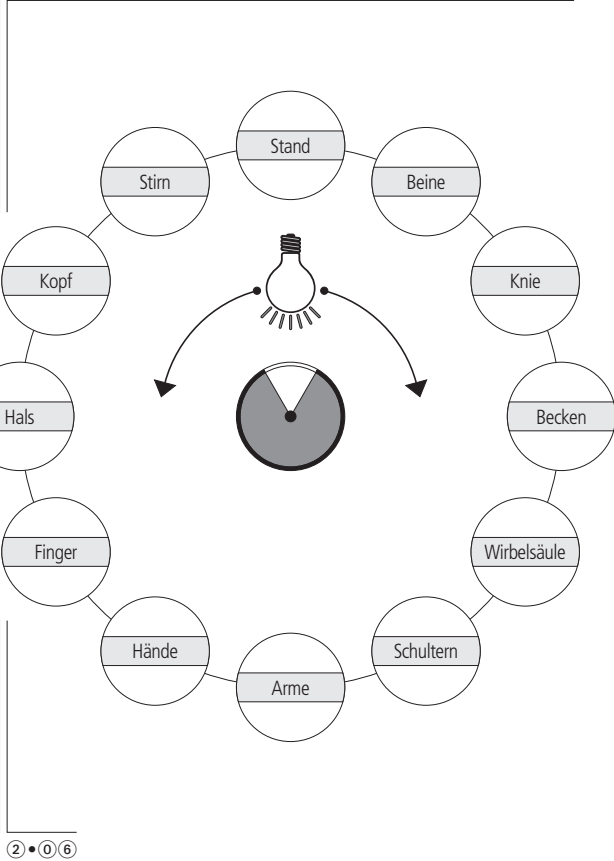 Stand
Stirn
Beine
Kopf
Knie
Hals
Becken
Finger
Wirbelsäule
Hände
Schultern
Arme
②•⓪⑥